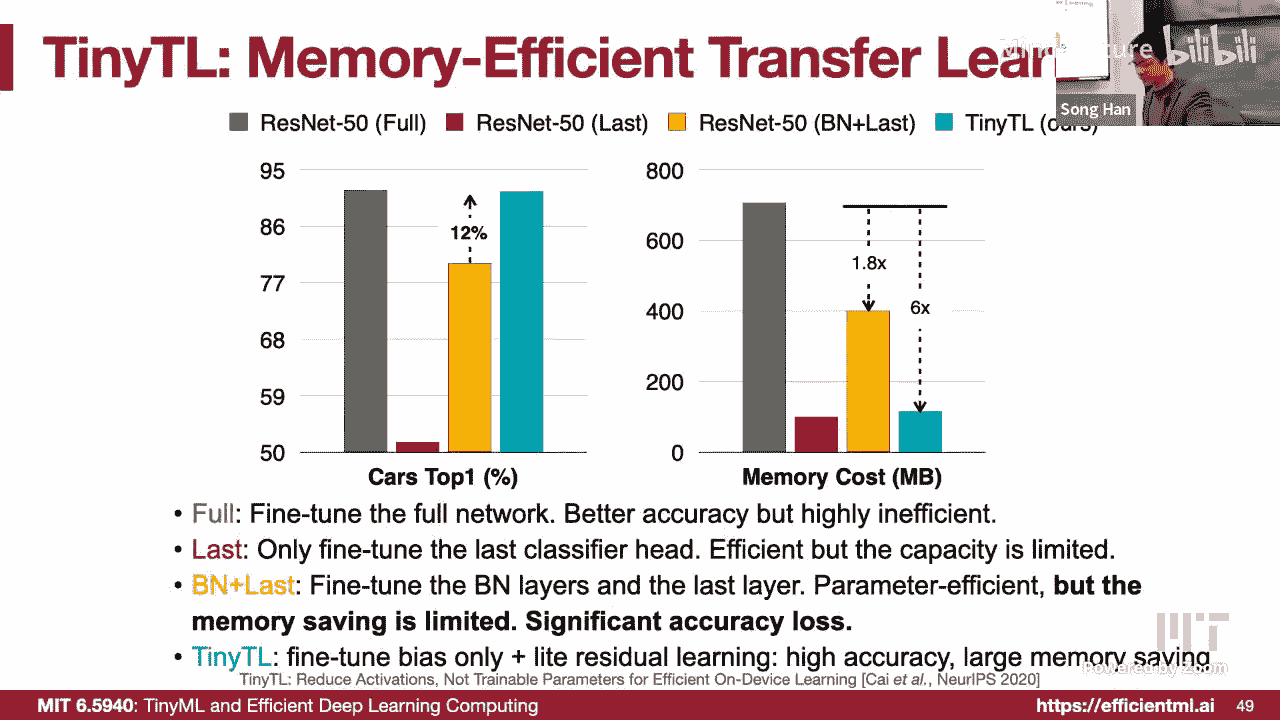 TinyTL: Memory-Efficient Transfer Lear
bilibili
Song Han
ResNet-50 (Full) ResNet-50 (Last) ResNet-50 (BN+Last) TinyTL (ours)
95
86
77
68
59
50
12%
Cars Top1 (%)
800
600
400
200
0
1.8x
6x
Memory Cost (MB)
• Full: Fine-tune the full network. Better accuracy but highly inefficient.
• Last: Only fine-tune the last classifier head. Efficient but the capacity is limited.
• BN+Last: Fine-tune the BN layers and the last layer. Parameter-efficient, but the
memory saving is limited. Significant accuracy loss.
• TinyTL: fine-tune bias only + lite residual learning: high accuracy, large memory saving
TinyTL: Reduce Activations, Not Trainable Parameters for Efficient On-Device Learning [Cai et al., NeurIPS 2020]
MIT
Powered by Zoom
MIT 6.5940: TinyML and Efficient Deep Learning Computing
https://efficientml.ai 49